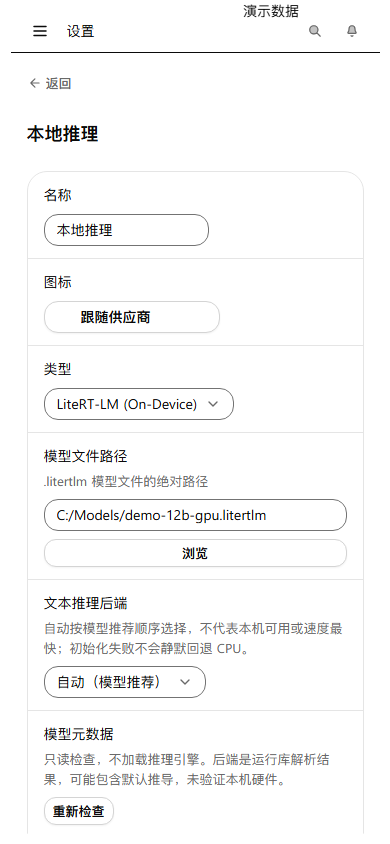 演示数据
设置
返回
本地推理
名称
本地推理
图标
跟随供应商
类型
LiteRT-LM (On-Device)
模型文件路径
.litertlm 模型文件的绝对路径
C:/Models/demo-12b-gpu.litertlm
浏览
文本推理后端
自动按模型推荐顺序选择，不代表本机可用或速度最
快；初始化失败不会静默回退 CPU。
自动（模型推荐）
模型元数据
只读检查，不加载推理引擎。后端是运行库解析结
果，可能包含默认推导，未验证本机硬件。
重新检查